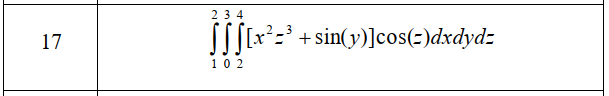 17
2 3 4
∫∫∫[x²z³ + sin(y)]cos(z)dxdydz
1 0 2